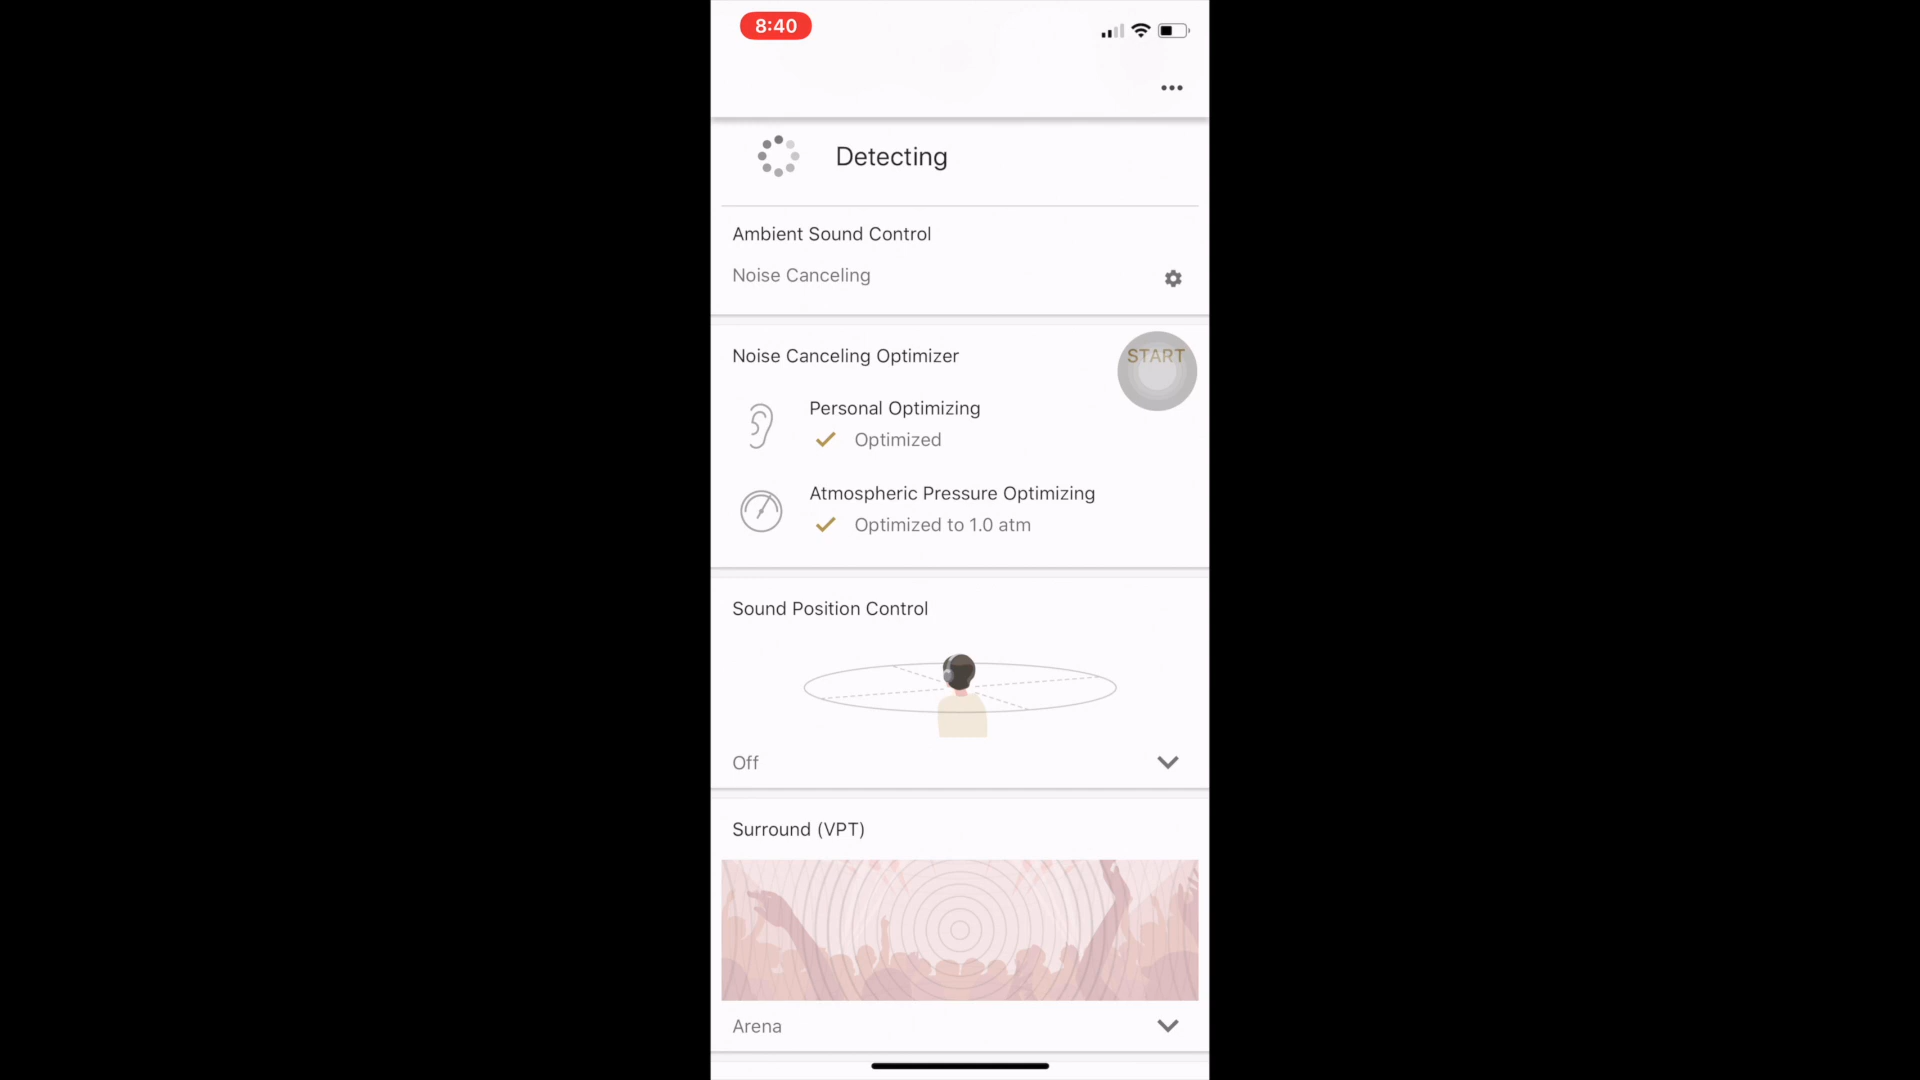 8:40
Detecting
Ambient Sound Control
Noise Canceling
Noise Canceling Optimizer
START
Personal Optimizing
Optimized
Atmospheric Pressure Optimizing
Optimized to 1.0 atm
Sound Position Control
Off
Surround (VPT)
Arena